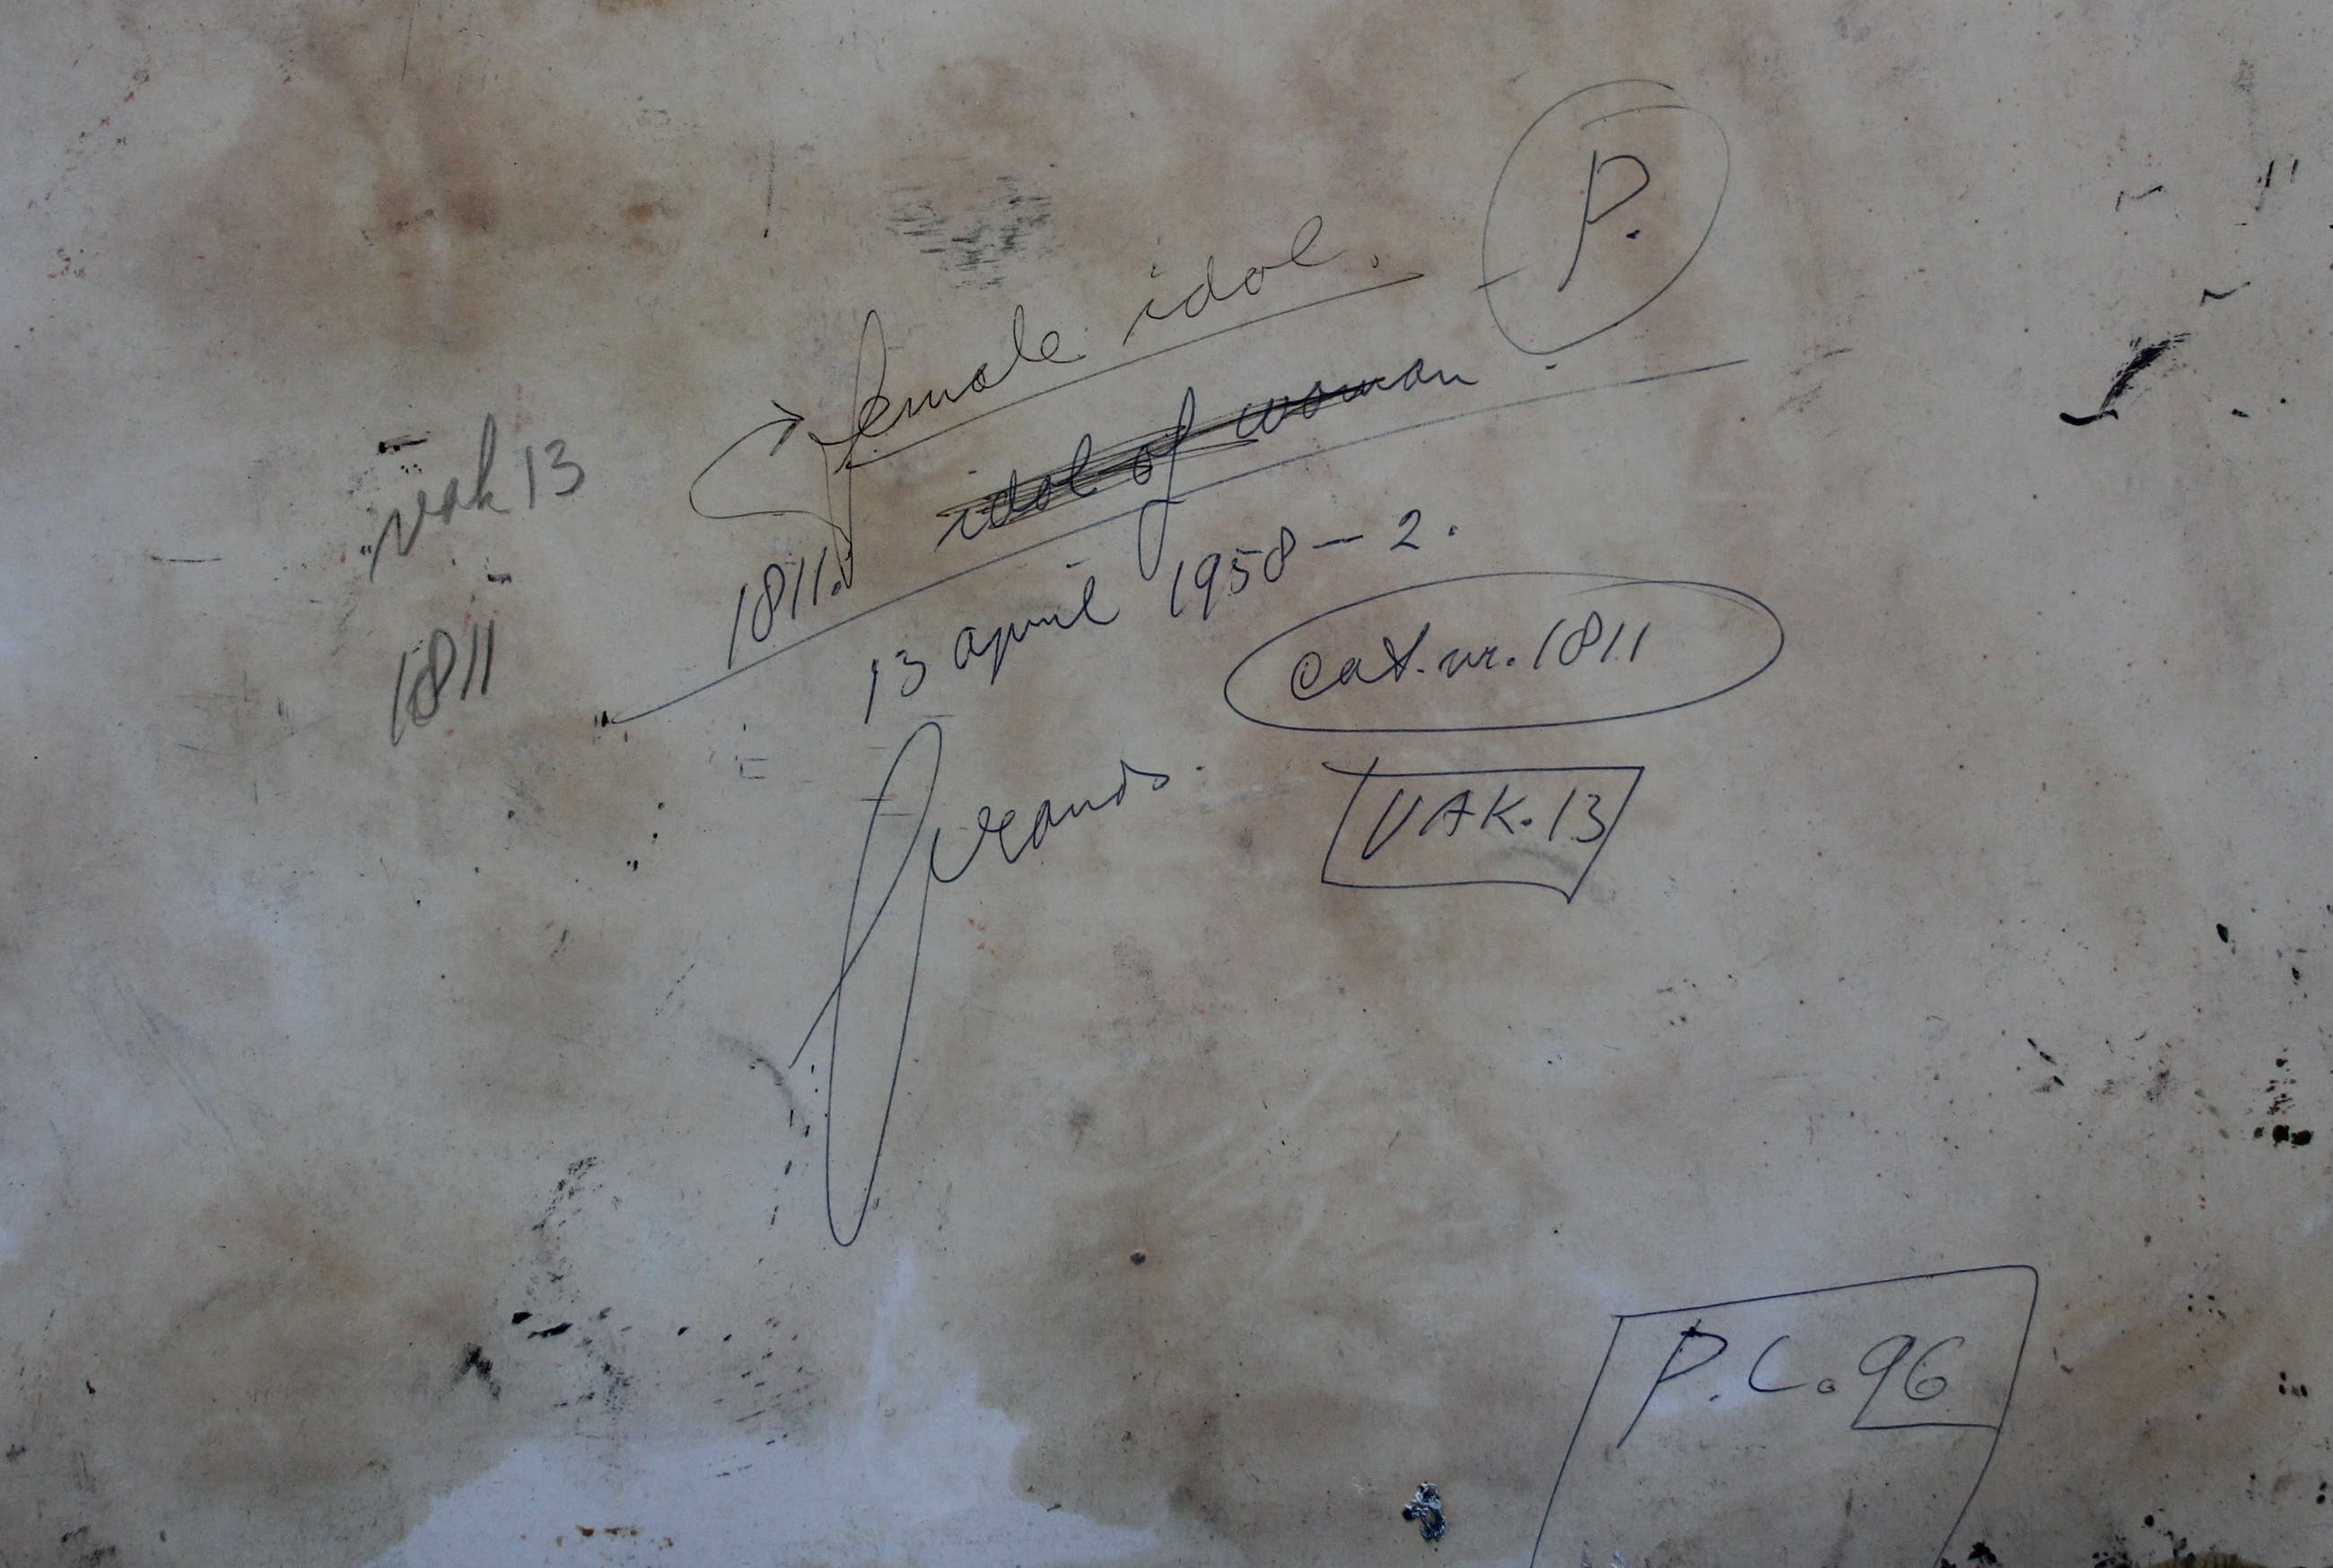 P.
female idol.
1811. idol of woman.
vak 13
13 april 1958 - 2.
1811
cat. nr. 1811
VAK. 13
P.C. 96